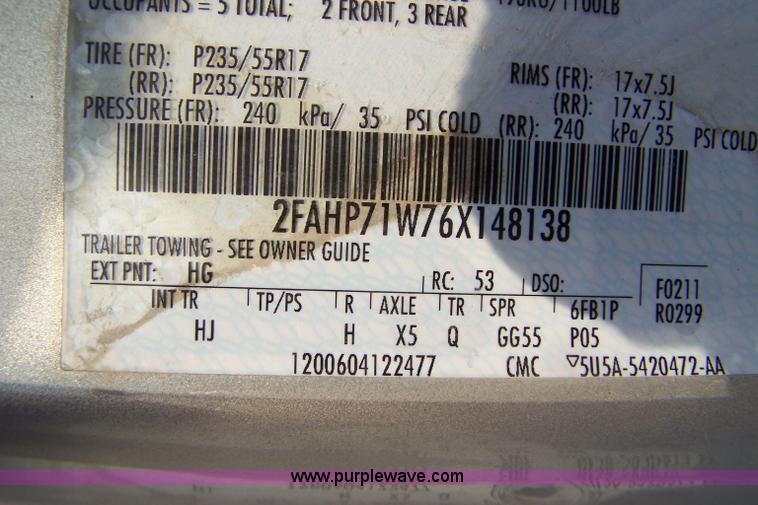 OCCUPANTS = 5 TOTAL; 2 FRONT, 3 REAR
TIRE (FR): P235/55R17 RIMS (FR): 17x7.5J
(RR): P235/55R17 (RR): 17x7.5J
PRESSURE (FR): 240 kPa/ 35 PSI COLD (RR): 240 kPa/ 35 PSI COLD
2FAHP71W76X148138
TRAILER TOWING - SEE OWNER GUIDE
EXT PNT: HG RC: 53 DSO: F0211
INT TR TP/PS R AXLE TR SPR 6FB1P R0299
HJ H X5 Q GG55 P05
1200604122477 CMC ▽5U5A-5420472-AA
www.purplewave.com